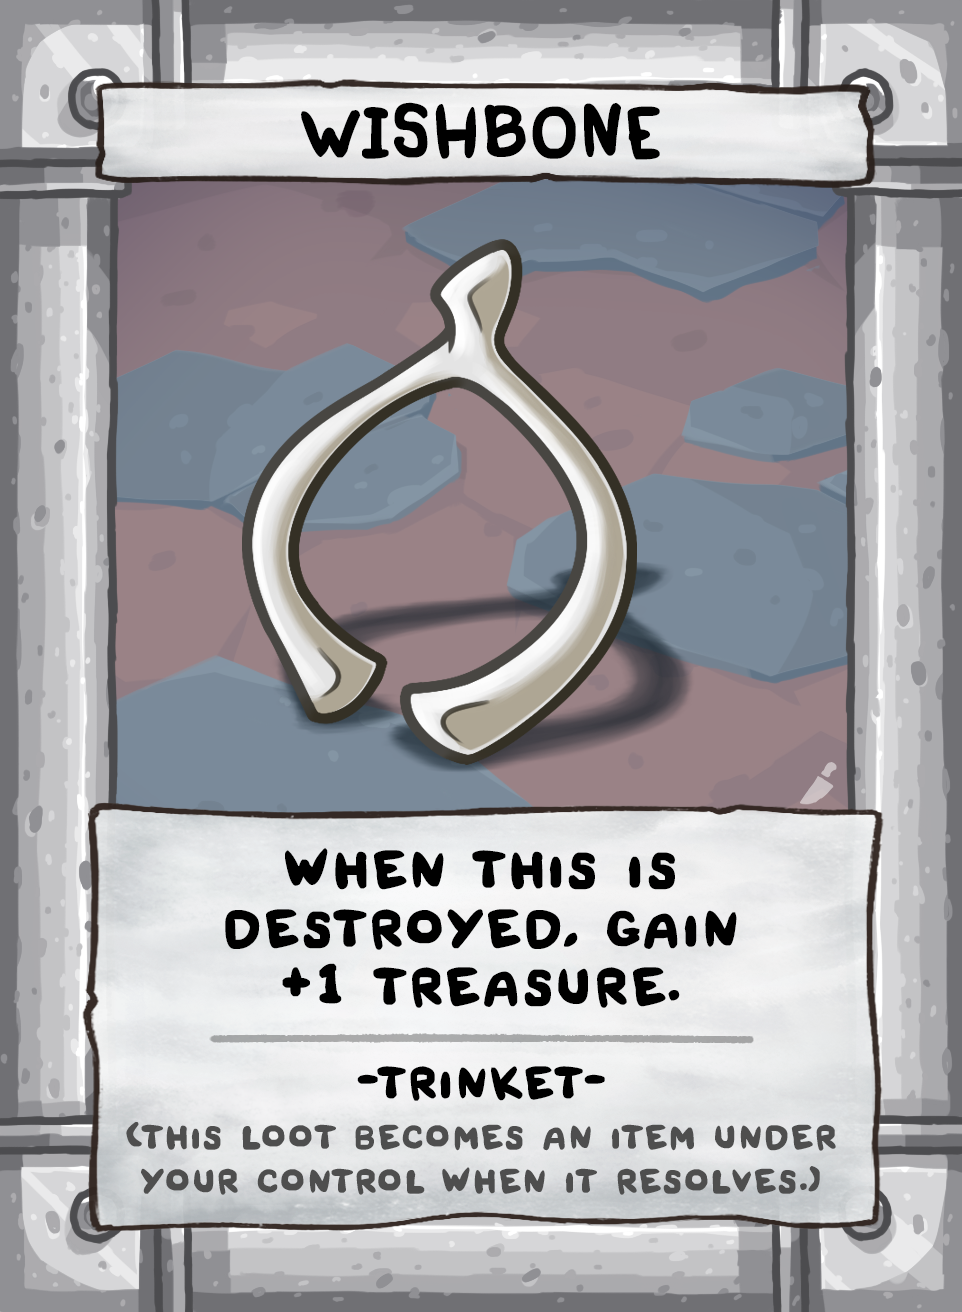 WISHBONE
WHEN THIS IS
DESTROYED, GAIN
+1 TREASURE.
-TRINKET-
(THIS LOOT BECOMES AN ITEM UNDER
YOUR CONTROL WHEN IT RESOLVES.)